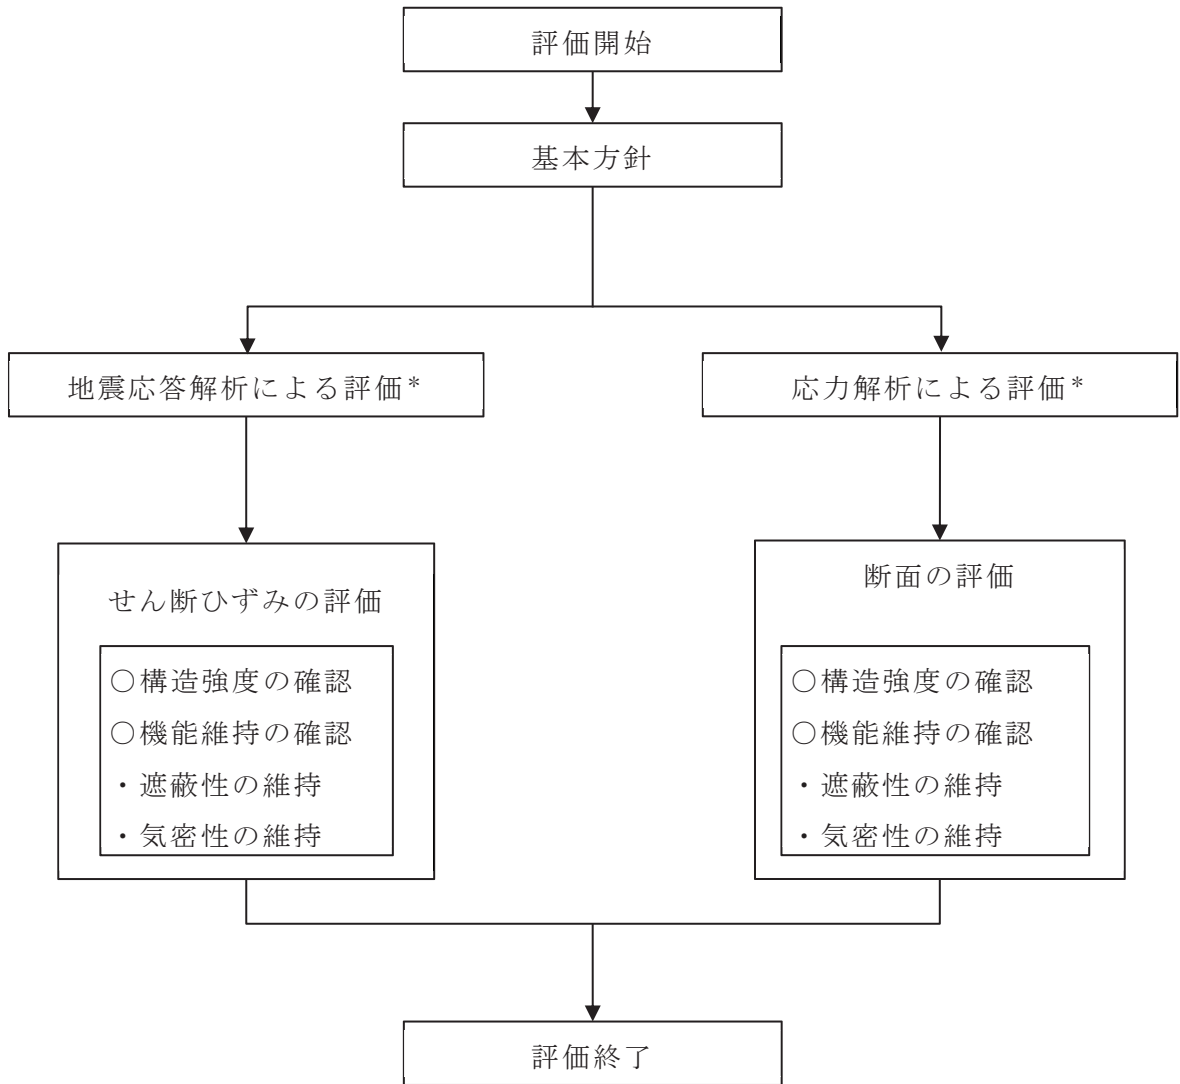 評価開始
基本方針
地震応答解析による評価*
応力解析による評価*
せん断ひずみの評価
○構造強度の確認
○機能維持の確認
・遮蔽性の維持
・気密性の維持
断面の評価
○構造強度の確認
○機能維持の確認
・遮蔽性の維持
・気密性の維持
評価終了